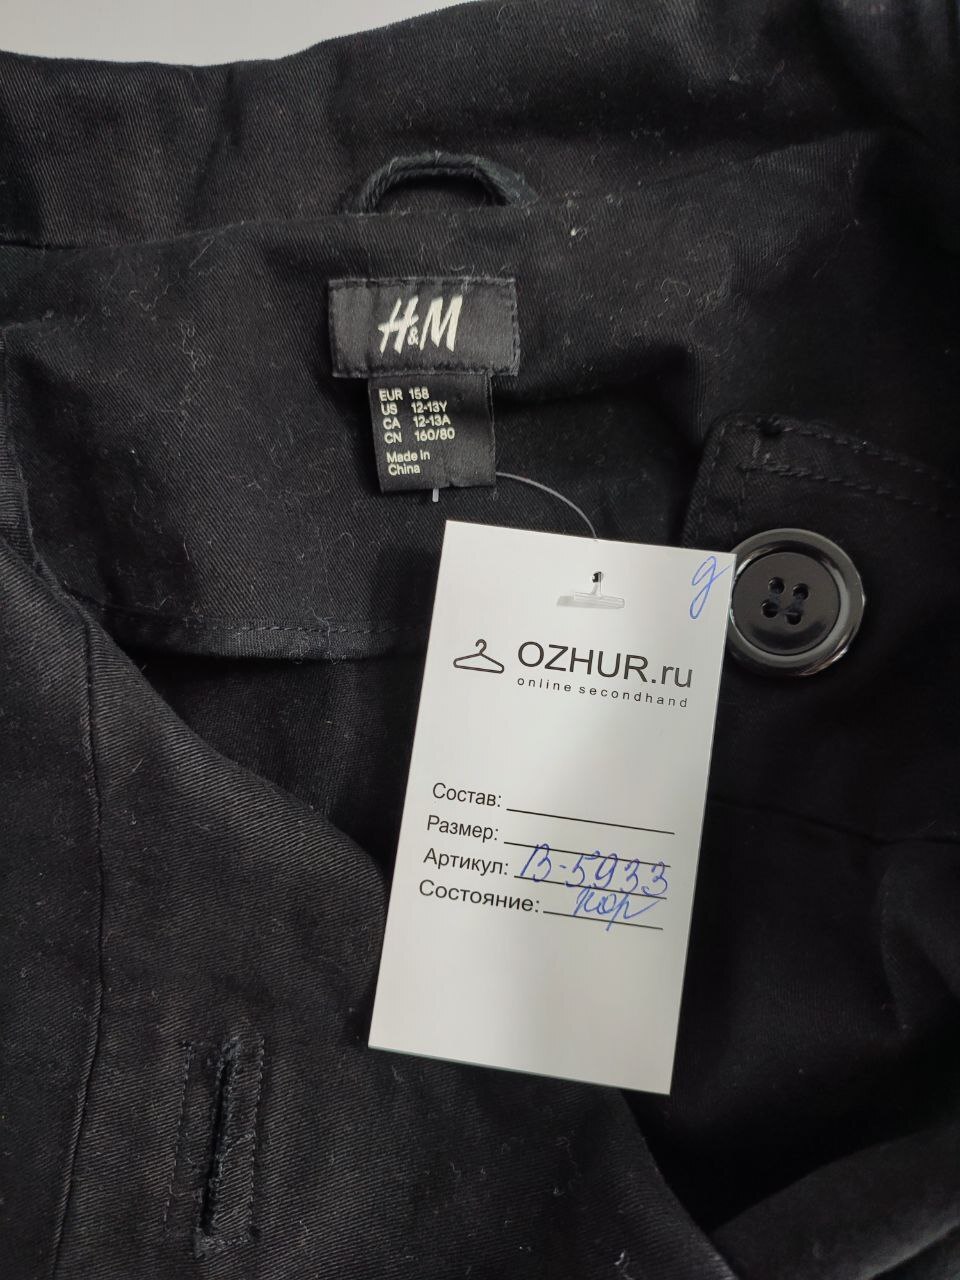 H&M
EUR 158
US 12-13Y
CA 12-13A
CN 160/80
Made in
China
д
OZHUR.ru
online secondhand
Состав:
Размер:
Артикул: В-5933
Состояние: хор